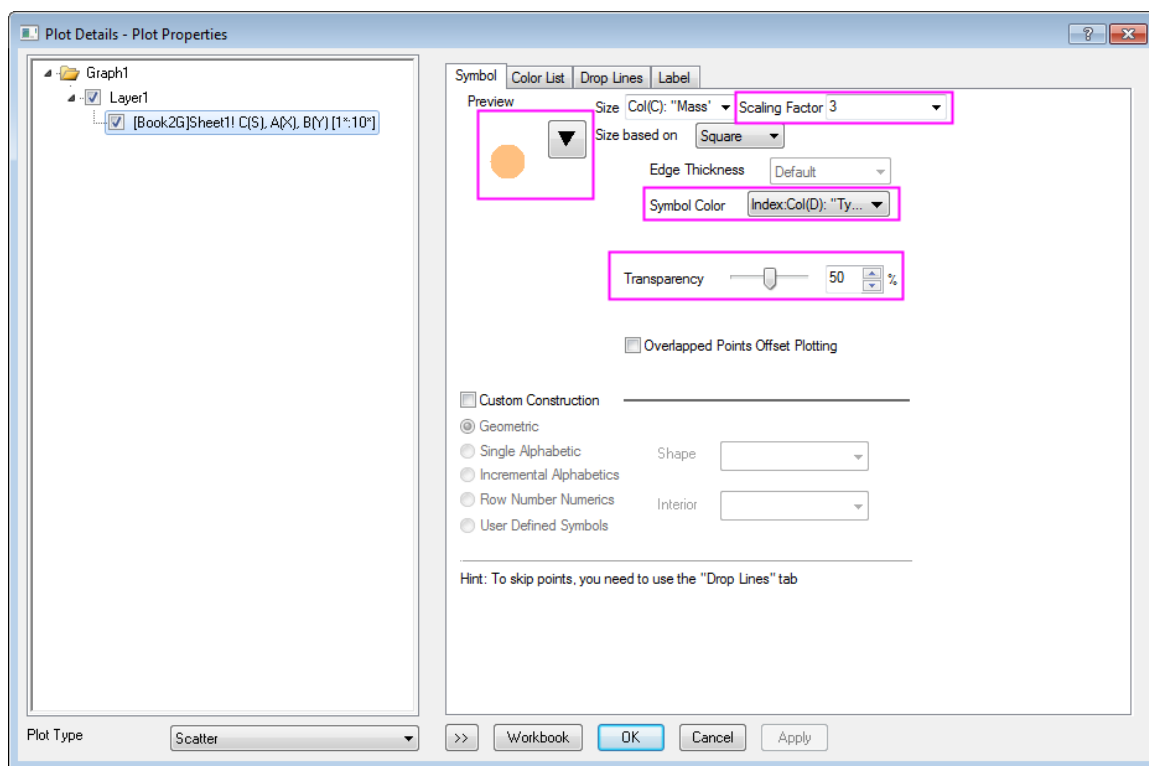 Plot Details - Plot Properties
Graph1
Layer1
[Book2G]Sheet1! C(S), A(X), B(Y) [1*:10*]
Symbol Color List Drop Lines Label
Preview
Size Col(C): "Mass' Scaling Factor 3
Size based on Square
Edge Thickness Default
Symbol Color Index:Col(D): "Ty...
Transparency 50 %
Overlapped Points Offset Plotting
Custom Construction
Geometric
Single Alphabetic Shape
Incremental Alphabetics
Row Number Numerics Interior
User Defined Symbols
Hint: To skip points, you need to use the "Drop Lines" tab
Plot Type Scatter >> Workbook OK Cancel Apply